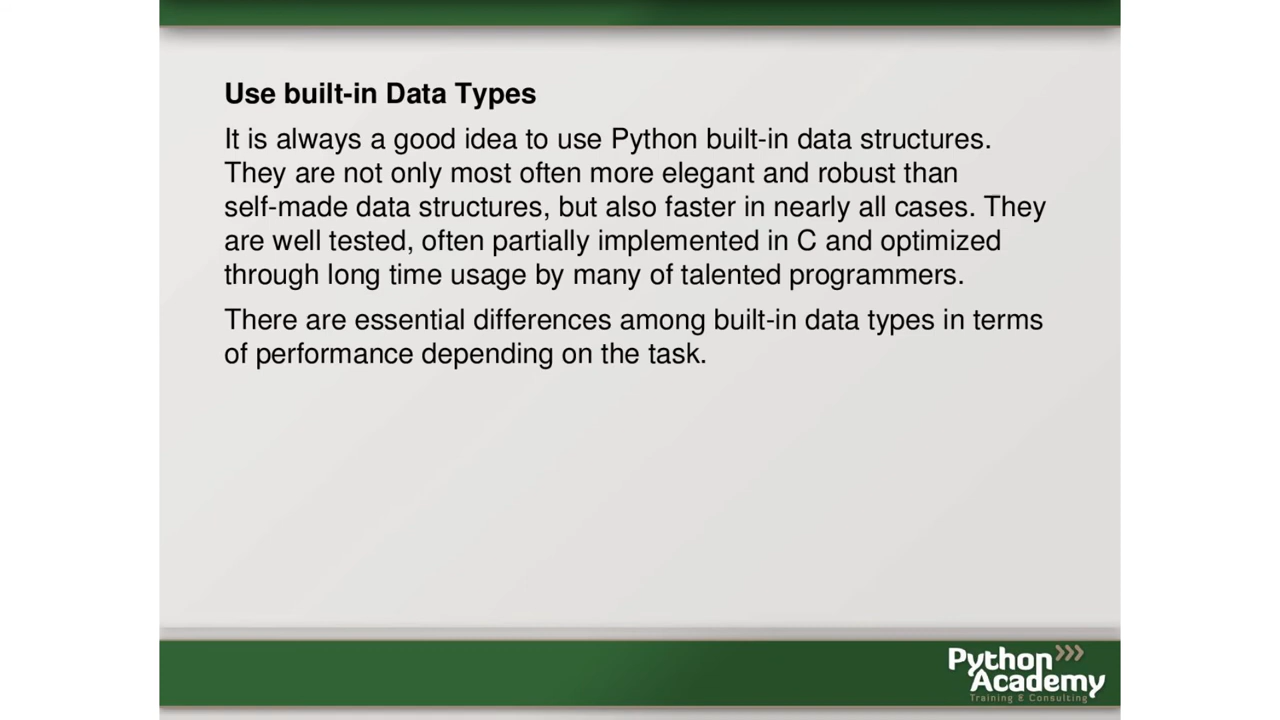 Use built-in Data Types
It is always a good idea to use Python built-in data structures.
They are not only most often more elegant and robust than
self-made data structures, but also faster in nearly all cases. They
are well tested, often partially implemented in C and optimized
through long time usage by many of talented programmers.
There are essential differences among built-in data types in terms
of performance depending on the task.
Python
Academy
Training & Consulting